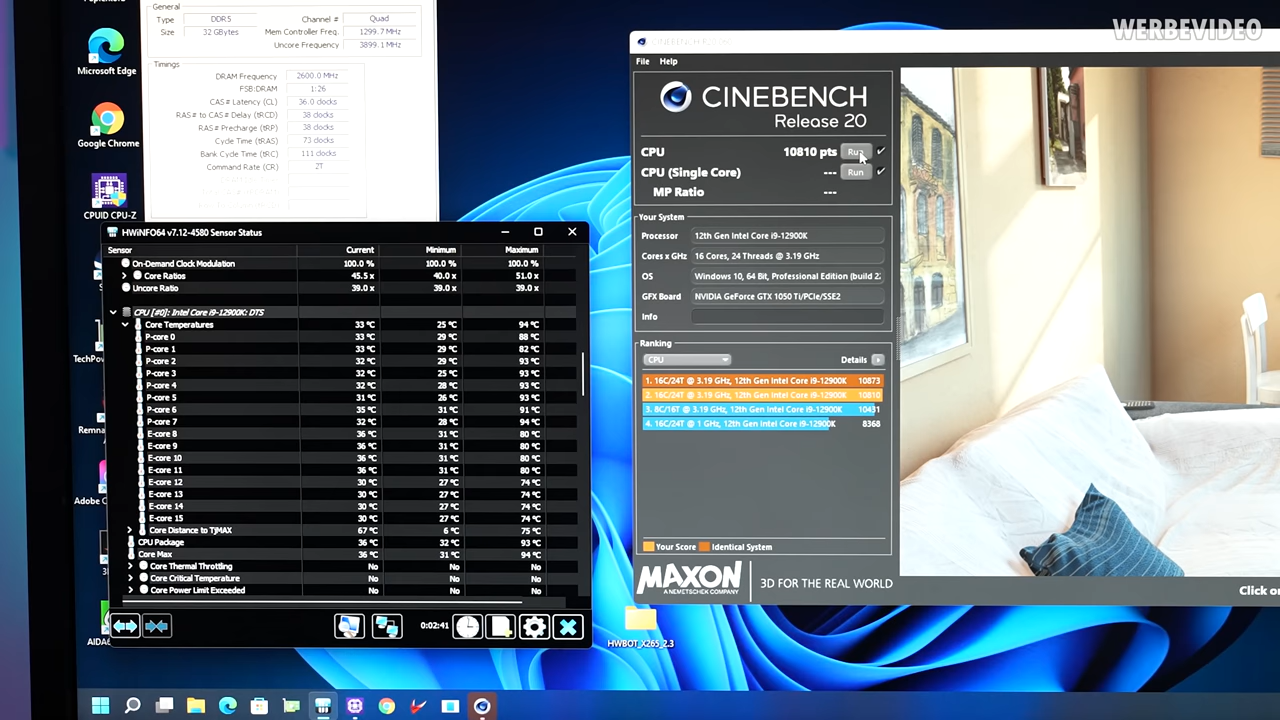 WERBEVIDEO
General
Type DDR5 Channel # Quad
Size 32 GBytes Mem Controller Freq. 1299.7 MHz
Uncore Frequency 3899.1 MHz
Timings
DRAM Frequency 2600.0 MHz
FSB:DRAM 1:26
CAS# Latency (CL) 36.0 clocks
RAS# to CAS# Delay (tRCD) 38 clocks
RAS# Precharge (tRP) 38 clocks
Cycle Time (tRAS) 73 clocks
Bank Cycle Time (tRC) 111 clocks
Command Rate (CR) 2T
Microsoft Edge
Google Chrome
CPUID CPU-Z
TechPowe
Remna
Adobe C
AIDA6
HWiNFO64 v7.12-4580 Sensor Status
Sensor Current Minimum Maximum
On-Demand Clock Modulation 100.0 % 100.0 % 100.0 %
Core Ratios 45.5 x 40.0 x 51.0 x
Uncore Ratio 39.0 x 39.0 x 39.0 x
CPU [#0]: Intel Core i9-12900K: DTS
Core Temperatures 33 °C 25 °C 94 °C
P-core 0 33 °C 29 °C 88 °C
P-core 1 33 °C 29 °C 82 °C
P-core 2 32 °C 29 °C 93 °C
P-core 3 32 °C 25 °C 93 °C
P-core 4 32 °C 28 °C 93 °C
P-core 5 31 °C 26 °C 93 °C
P-core 6 35 °C 31 °C 91 °C
P-core 7 32 °C 28 °C 94 °C
E-core 8 36 °C 31 °C 80 °C
E-core 9 36 °C 31 °C 80 °C
E-core 10 36 °C 31 °C 80 °C
E-core 11 36 °C 31 °C 80 °C
E-core 12 30 °C 27 °C 74 °C
E-core 13 30 °C 27 °C 74 °C
E-core 14 30 °C 27 °C 74 °C
E-core 15 30 °C 27 °C 74 °C
Core Distance to TjMAX 67 °C 6 °C 75 °C
CPU Package 36 °C 32 °C 93 °C
Core Max 36 °C 31 °C 94 °C
Core Thermal Throttling No No No
Core Critical Temperature No No No
Core Power Limit Exceeded No No No
0:02:41
File Help
CINEBENCH
Release 20
CPU 10810 pts Run
CPU (Single Core) --- Run
MP Ratio ---
Your System
Processor 12th Gen Intel Core i9-12900K
Cores x GHz 16 Cores, 24 Threads @ 3.19 GHz
OS Windows 10, 64 Bit, Professional Edition (build 2
GFX Board NVIDIA GeForce GTX 1050 Ti/PCIe/SSE2
Info
Ranking
CPU Details
1. 16C/24T @ 3.19 GHz, 12th Gen Intel Core i9-12900K 10873
2. 16C/24T @ 3.19 GHz, 12th Gen Intel Core i9-12900K 10810
3. 8C/16T @ 3.19 GHz, 12th Gen Intel Core i9-12900K 10431
4. 16C/24T @ 1 GHz, 12th Gen Intel Core i9-12900K 8368
Your Score Identical System
MAXON 3D FOR THE REAL WORLD
A NEMETSCHEK COMPANY
Click on
HWBOT_X265_2.3